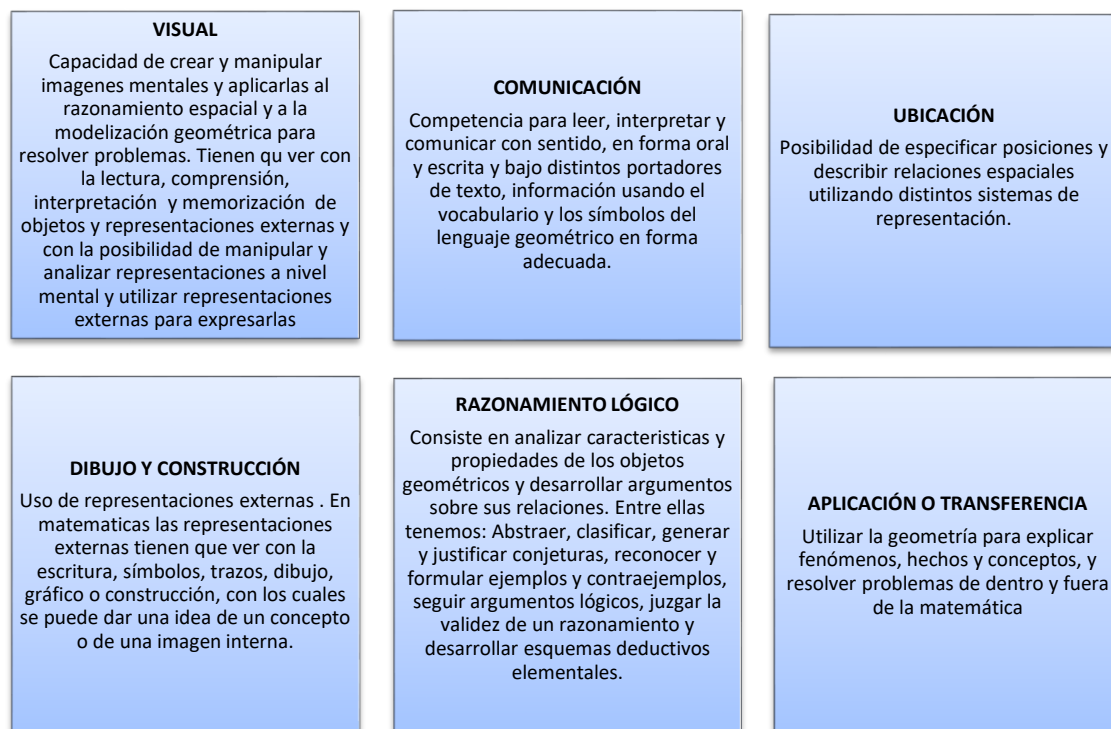 VISUAL
Capacidad de crear y manipular
imagenes mentales y aplicarlas al
razonamiento espacial y a la
modelización geométrica para
resolver problemas. Tienen qu ver con
la lectura, comprensión,
interpretación y memorización de
objetos y representaciones externas y
con la posibilidad de manipular y
analizar representaciones a nivel
mental y utilizar representaciones
externas para expresarlas
COMUNICACIÓN
Competencia para leer, interpretar y
comunicar con sentido, en forma oral
y escrita y bajo distintos portadores
de texto, información usando el
vocabulario y los símbolos del
lenguaje geométrico en forma
adecuada.
UBICACIÓN
Posibilidad de especificar posiciones y
describir relaciones espaciales
utilizando distintos sistemas de
representación.
DIBUJO Y CONSTRUCCIÓN
Uso de representaciones externas . En
matematicas las representaciones
externas tienen que ver con la
escritura, símbolos, trazos, dibujo,
gráfico o construcción, con los cuales
se puede dar una idea de un concepto
o de una imagen interna.
RAZONAMIENTO LÓGICO
Consiste en analizar caracteristicas y
propiedades de los objetos
geométricos y desarrollar argumentos
sobre sus relaciones. Entre ellas
tenemos: Abstraer, clasificar, generar
y justificar conjeturas, reconocer y
formular ejemplos y contraejemplos,
seguir argumentos lógicos, juzgar la
validez de un razonamiento y
desarrollar esquemas deductivos
elementales.
APLICACIÓN O TRANSFERENCIA
Utilizar la geometría para explicar
fenómenos, hechos y conceptos, y
resolver problemas de dentro y fuera
de la matemática